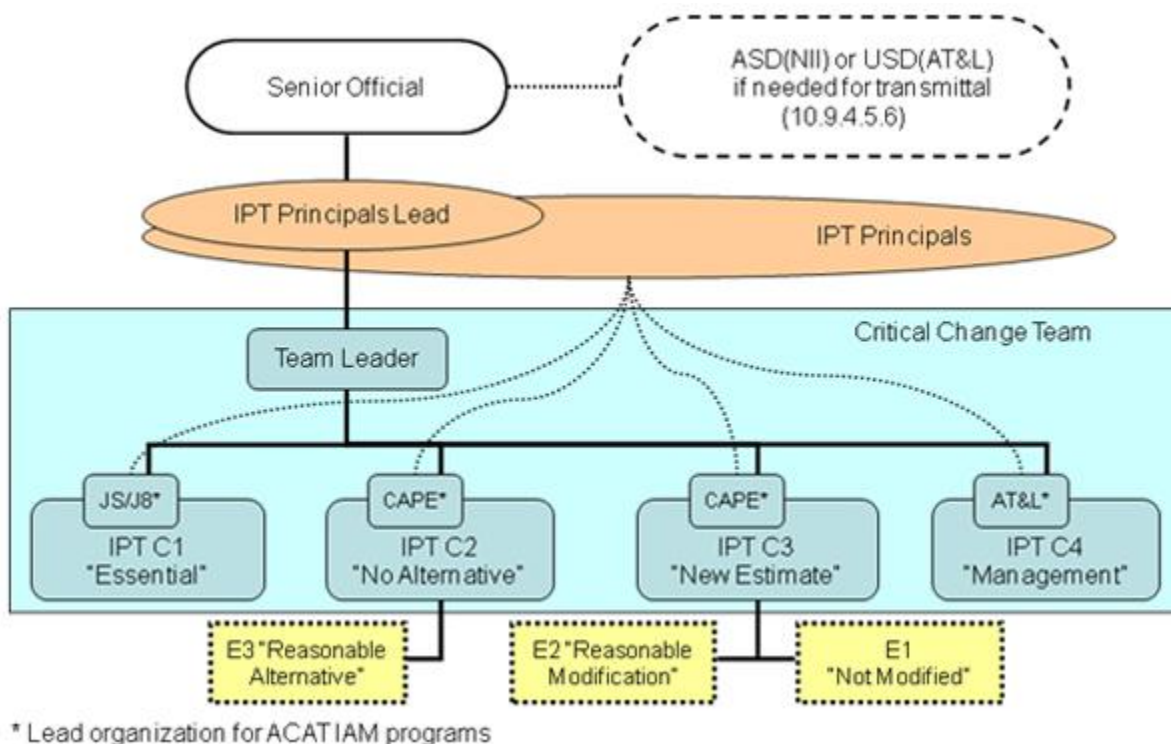 Senior Official
ASD(NII) or USD(AT&L)
if needed for transmittal
(10.9.4.5.6)
IPT Principals Lead
IPT Principals
Critical Change Team
Team Leader
JS/J8*
CAPE*
CAPE*
AT&L*
IPT C1
"Essential"
IPT C2
"No Alternative"
IPT C3
"New Estimate"
IPT C4
"Management"
E3 "Reasonable
Alternative"
E2 "Reasonable
Modification"
E1
"Not Modified"
* Lead organization for ACAT IAM programs